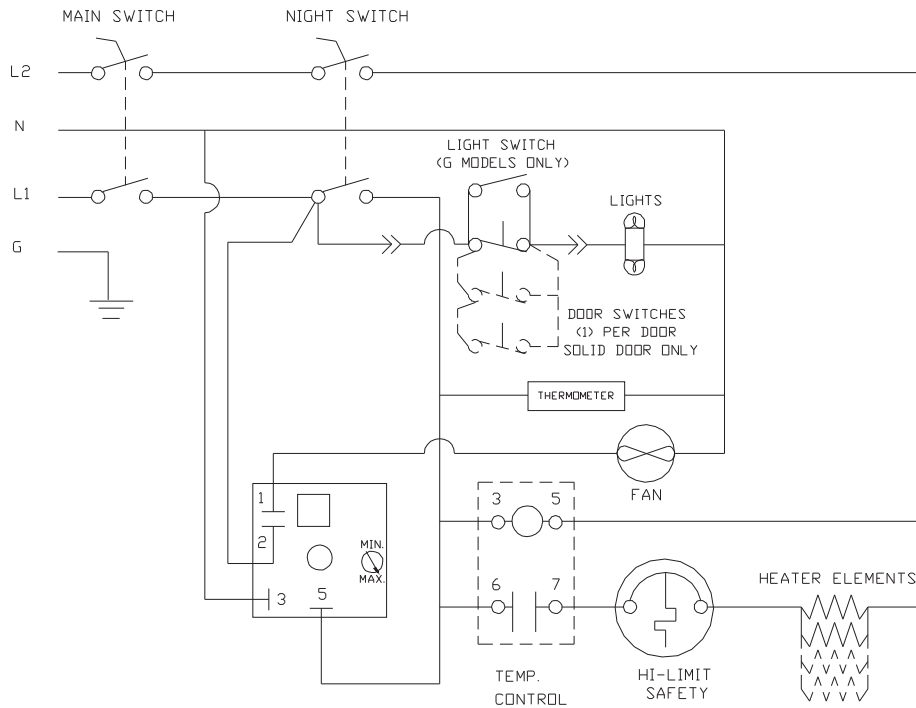 MAIN SWITCH
NIGHT SWITCH
L2
N
LIGHT SWITCH
(G MODELS ONLY)
L1
LIGHTS
G
DOOR SWITCHES
(1) PER DOOR
SOLID DOOR ONLY
THERMOMETER
FAN
1
3 5
2
MIN.
MAX.
3
5
6 7
HEATER ELEMENTS
TEMP.
CONTROL
HI-LIMIT
SAFETY